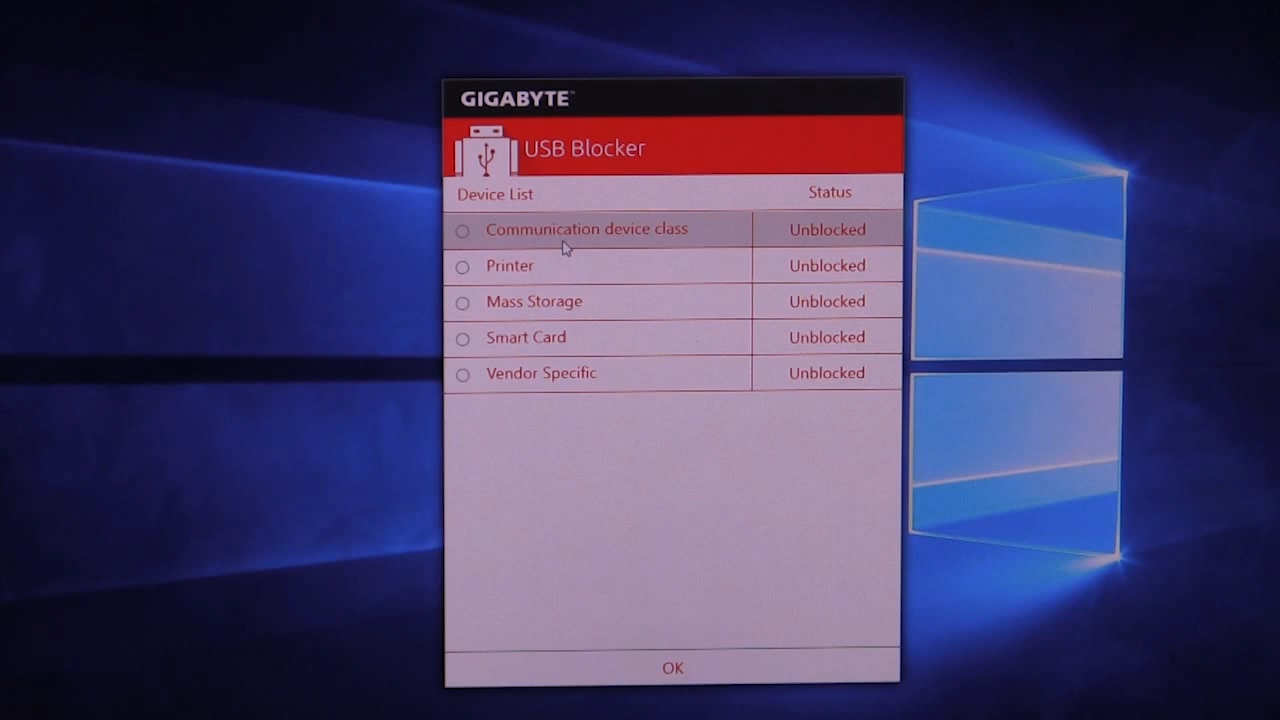 GIGABYTE™
USB Blocker
Device List Status
Communication device class Unblocked
Printer Unblocked
Mass Storage Unblocked
Smart Card Unblocked
Vendor Specific Unblocked
OK